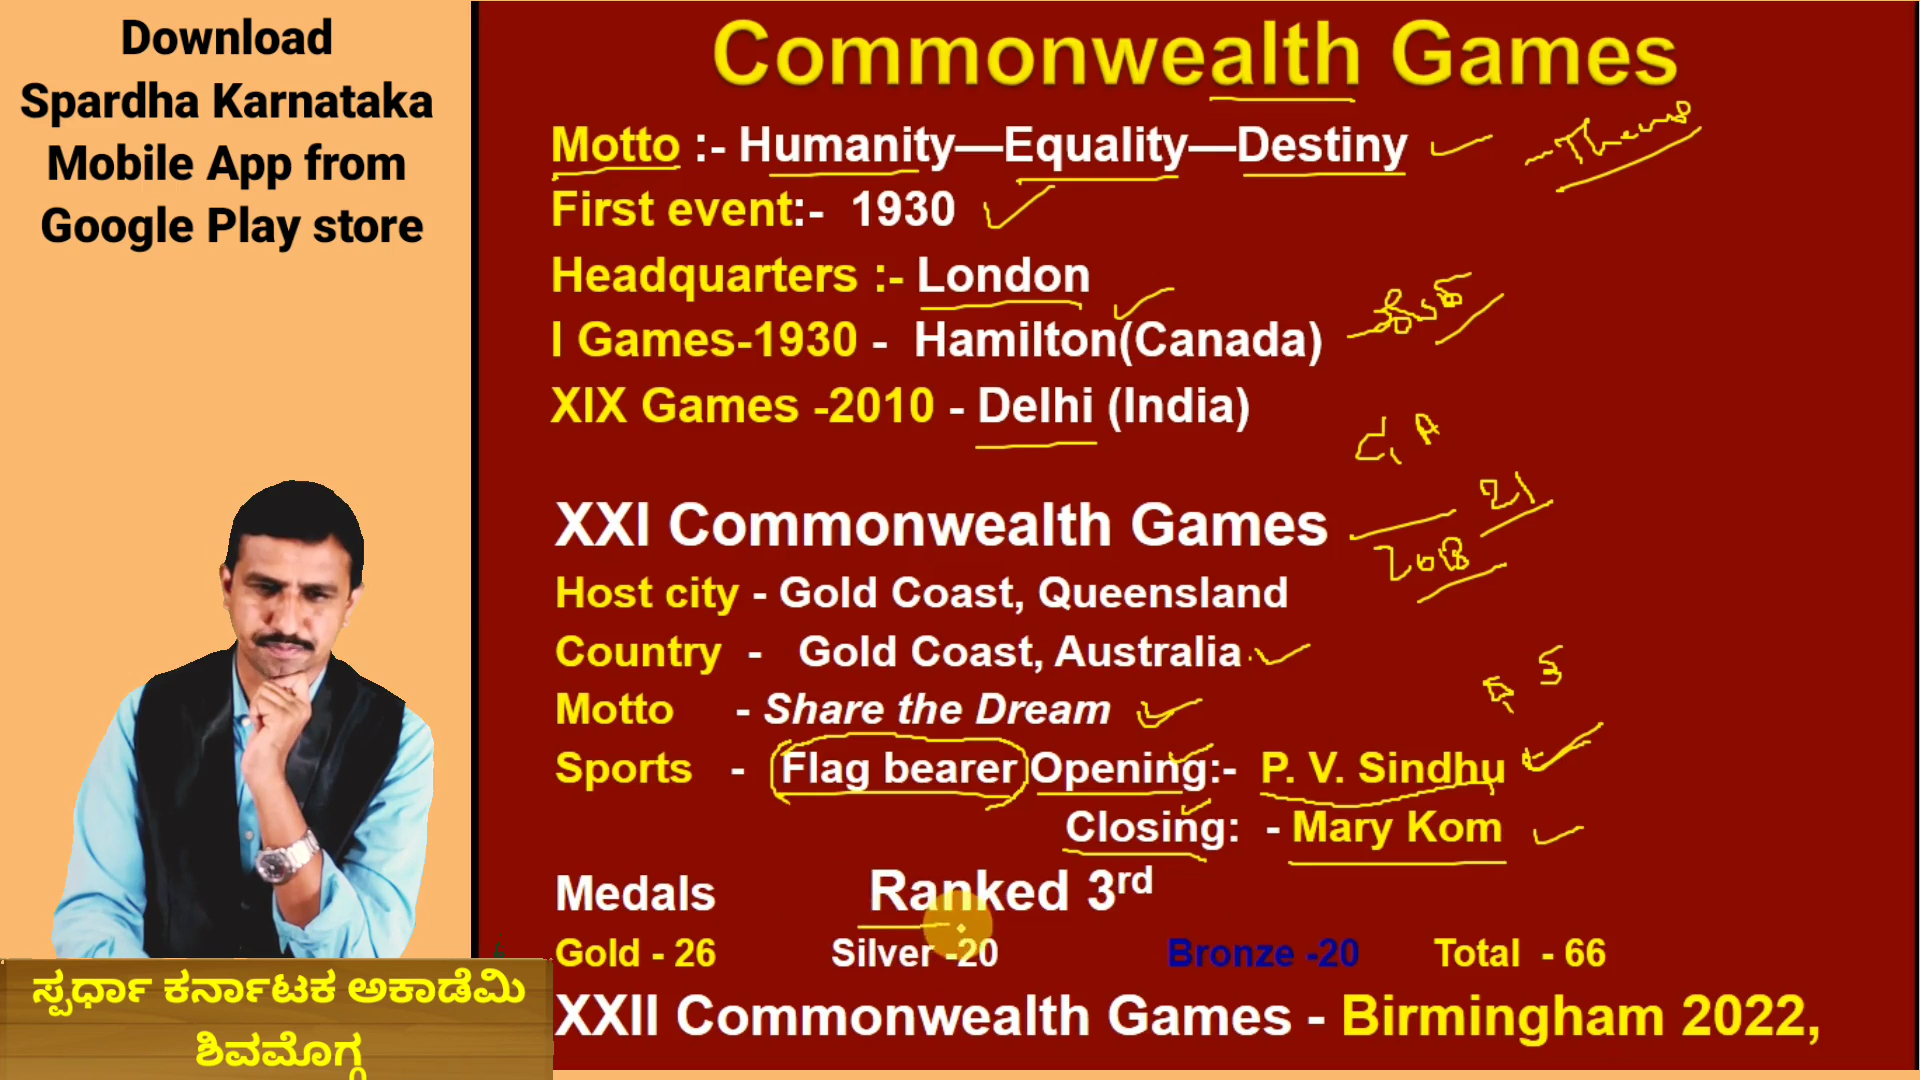 Download
Spardha Karnataka
Mobile App from
Google Play store
ಸ್ಪರ್ಧಾ ಕರ್ನಾಟಕ ಅಕಾಡೆಮಿ
ಶಿವಮೊಗ್ಗ
Commonwealth Games
Motto :- Humanity—Equality—Destiny
First event:- 1930
Headquarters :- London
I Games-1930 - Hamilton(Canada)
XIX Games -2010 - Delhi (India)
C, A
21
XXI Commonwealth Games
2018
Host city - Gold Coast, Queensland
Country - Gold Coast, Australia
Motto - Share the Dream
Sports - Flag bearer Opening:- P. V. Sindhu
Closing: - Mary Kom
Medals Ranked 3rd
Gold - 26 Silver -20 Bronze -20 Total - 66
XXII Commonwealth Games - Birmingham 2022,